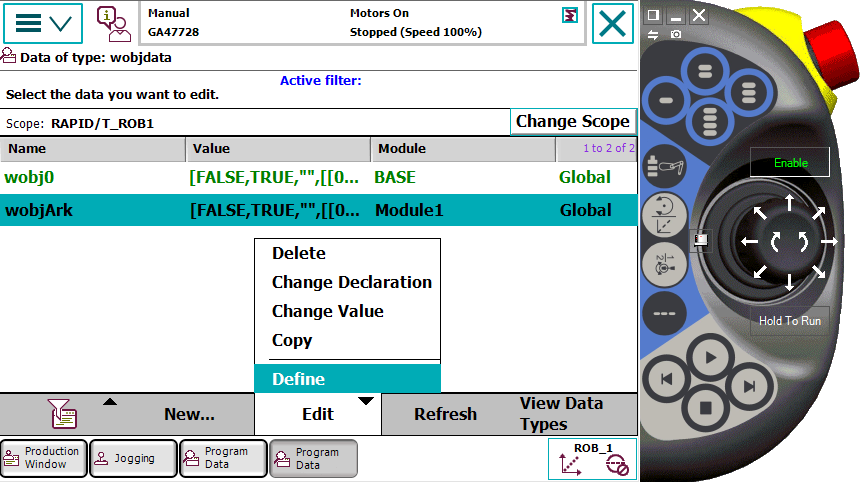 Manual
Motors On
GA47728
Stopped (Speed 100%)
Data of type: wobjdata
Active filter:
Select the data you want to edit.
Scope: RAPID/T_ROB1
Change Scope
Name Value Module 1 to 2 of 2
wobj0 [FALSE,TRUE,"",[[0... BASE Global
wobjArk [FALSE,TRUE,"",[[0... Module1 Global
Delete
Change Declaration
Change Value
Copy
Define
New... Edit Refresh View Data Types
Production Window
Jogging
Program Data
Program Data
ROB_1
1/2
Enable
Hold To Run